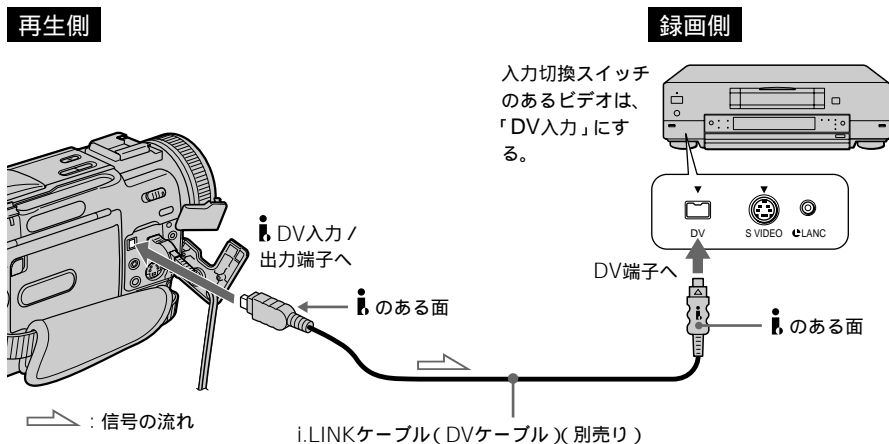 再生側
録画側
入力切換スイッチ
のあるビデオは、
「DV入力」にす
る。
DV
S VIDEO
LANC
i DV入力/
出力端子へ
DV端子へ
i のある面
i のある面
: 信号の流れ
i.LINKケーブル(DVケーブル)(別売り)